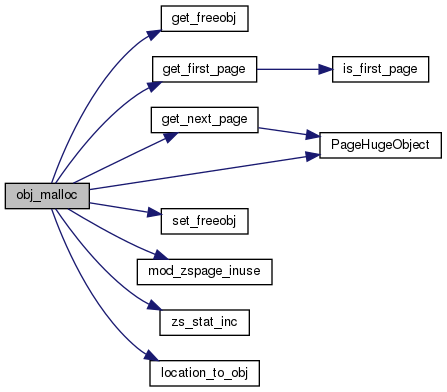 get_freeobj
get_first_page
is_first_page
get_next_page
PageHugeObject
obj_malloc
set_freeobj
mod_zspage_inuse
zs_stat_inc
location_to_obj